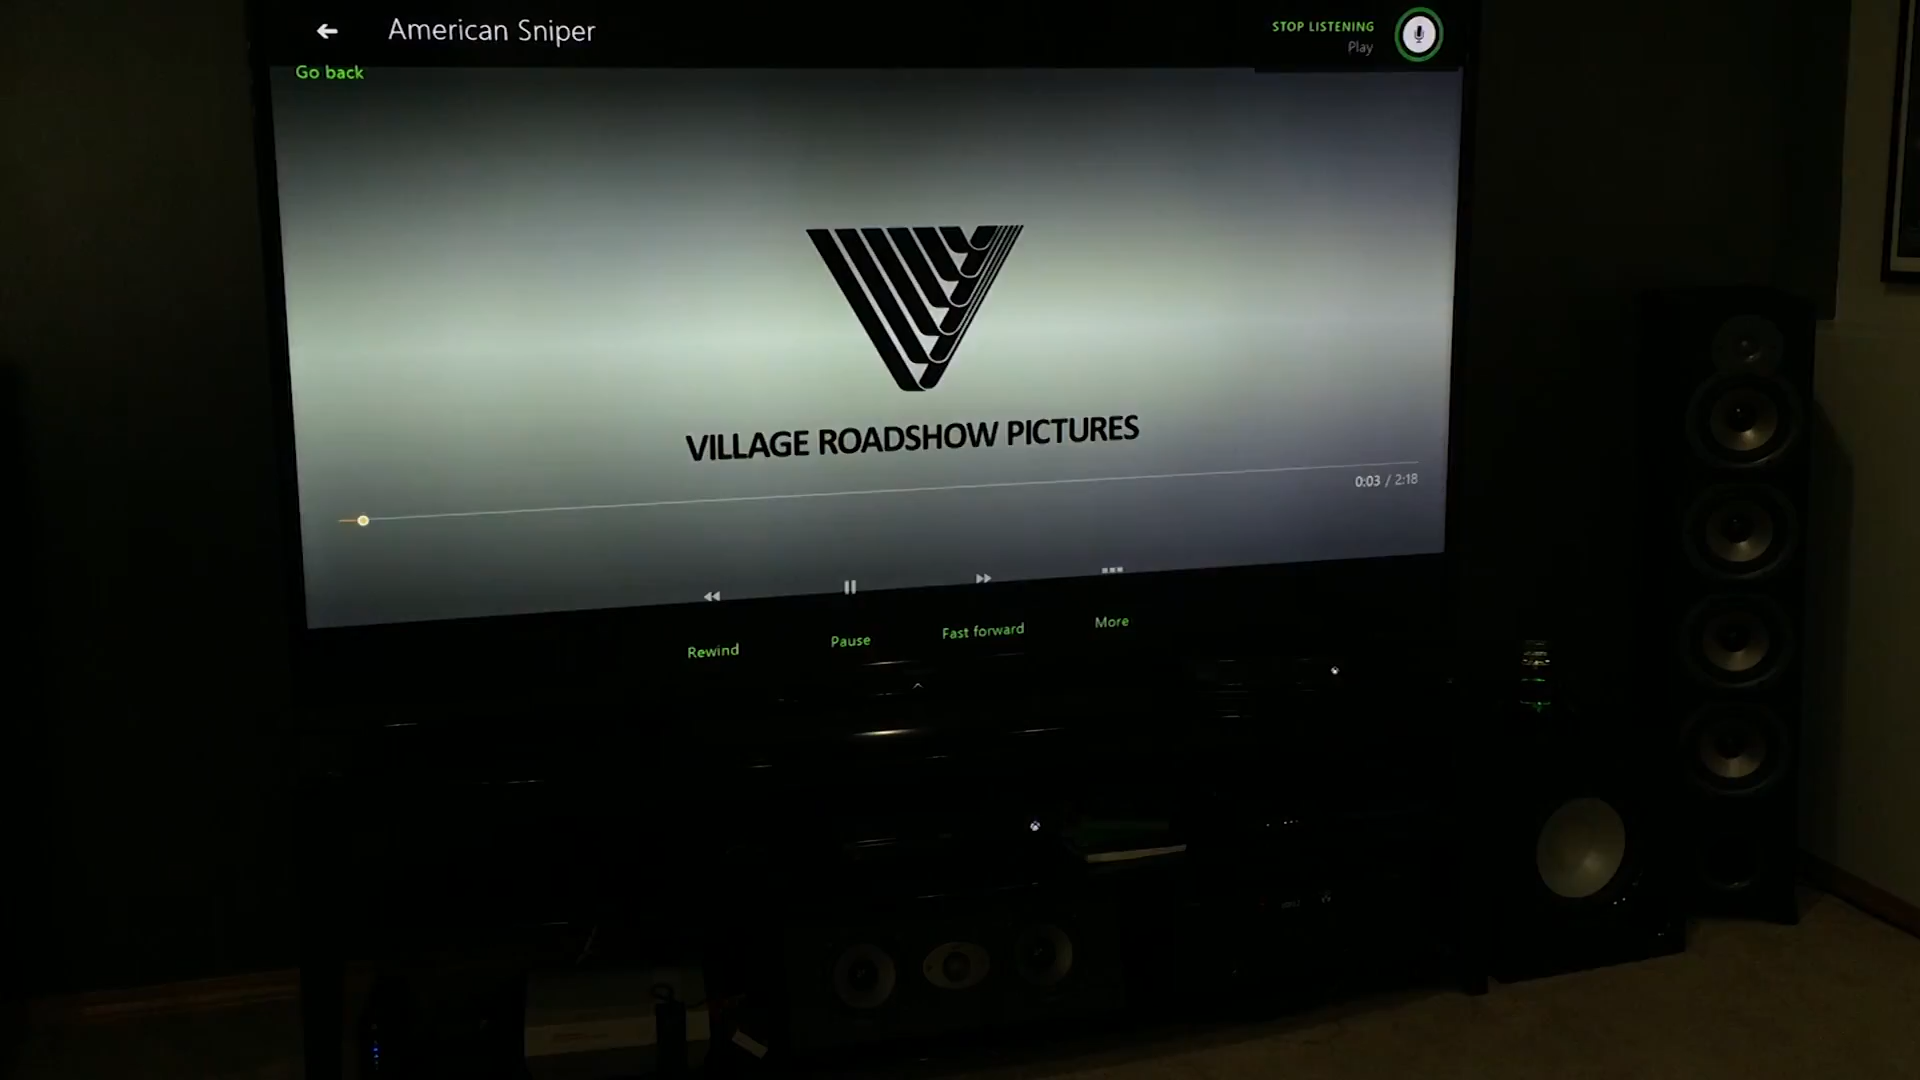 American Sniper
STOP LISTENING
Play
Go back
VILLAGE ROADSHOW PICTURES
0:03 / 2:18
Rewind
Pause
Fast forward
More